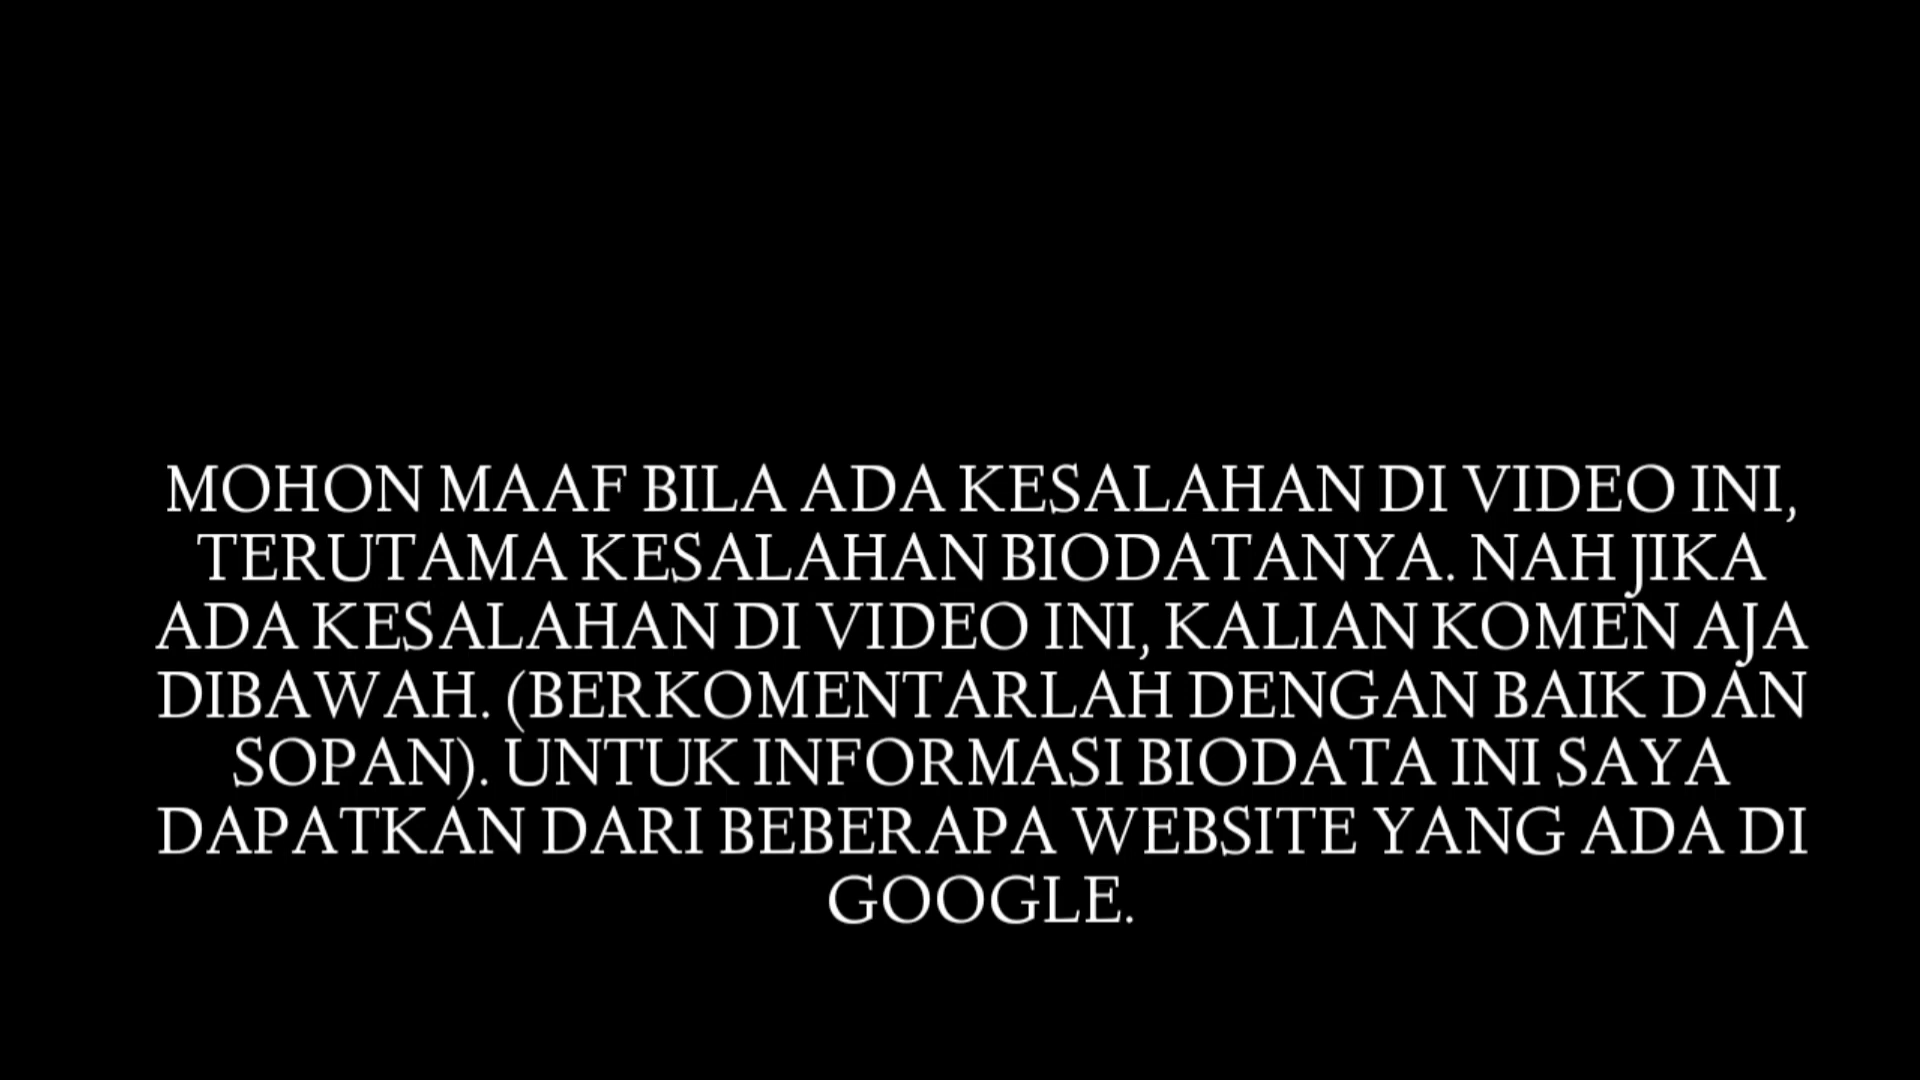 MOHON MAAF BILA ADA KESALAHAN DI VIDEO INI,
TERUTAMA KESALAHAN BIODATANYA. NAH JIKA
ADA KESALAHAN DI VIDEO INI, KALIAN KOMEN AJA
DIBAWAH. (BERKOMENTARLAH DENGAN BAIK DAN
SOPAN). UNTUK INFORMASI BIODATA INI SAYA
DAPATKAN DARI BEBERAPA WEBSITE YANG ADA DI
GOOGLE.